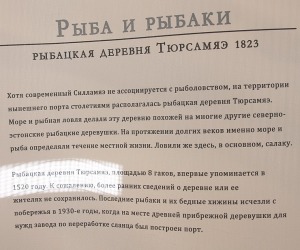 Рыба и рыбаки
рыбацкая деревня Тюрсамяэ 1823
Хотя современный Силламяэ не ассоциируется с рыболовством, на территории
нынешнего порта столетиями располагалась рыбацкая деревня Тюрсамяэ.
Море и рыбная ловля делали эту деревню похожей на многие другие северно-
эстонские рыбацкие деревушки. На протяжении долгих веков именно море и
рыба определяли течение местной жизни. Ловили же здесь, в основном, салаку.
Рыбацкая деревня Тюрсамяэ, площадью 8 гаков, впервые упоминается в
1520 году. К сожалению, более ранних сведений о деревне или ее
жителях не сохранилось. Последние рыбаки и их бедные хижины исчезли с
побережья в 1930-е годы, когда на месте древней прибрежной деревушки для
нужд завода по переработке сланца был построен порт.